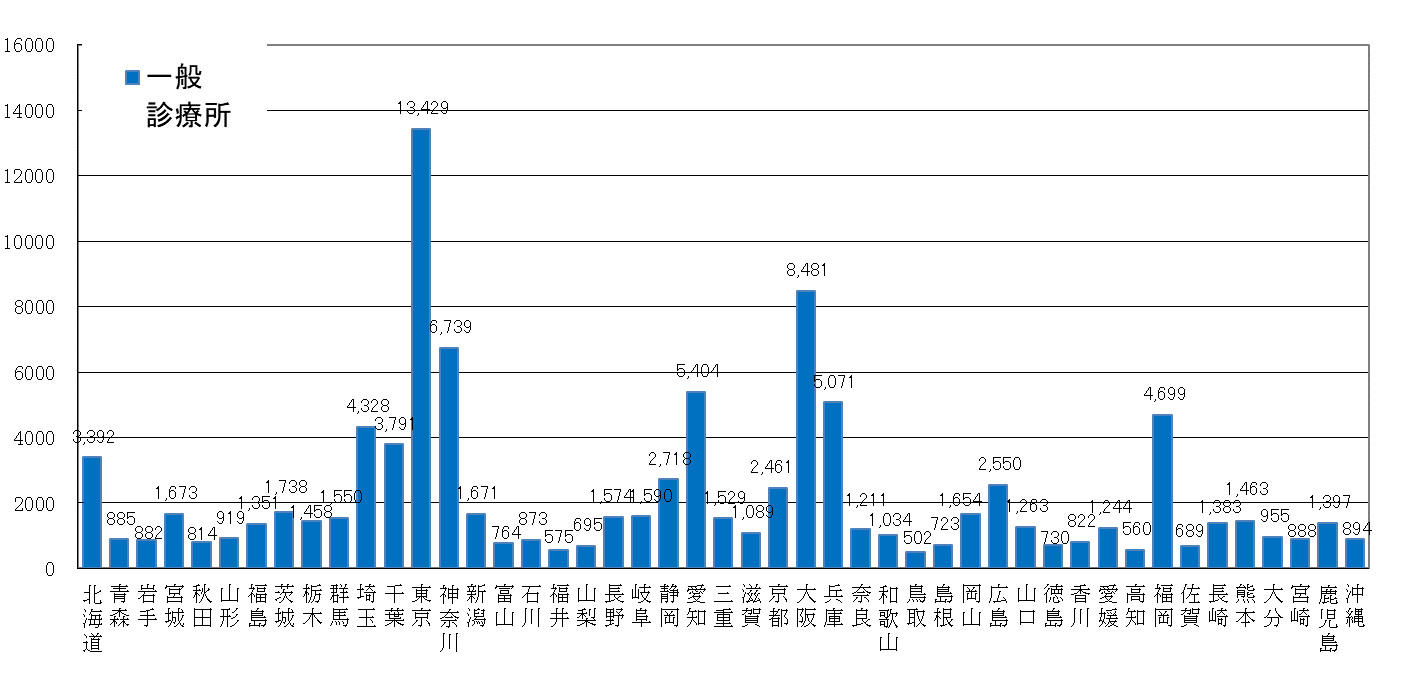 一般
診療所
16000
14000
12000
10000
8000
6000
4000
2000
0
3,392
885
882
1,673
814
919
1,351
1,738
1,458
1,550
4,328
3,791
13,429
6,739
1,671
764
873
575
695
1,574
1,590
2,718
5,404
1,529
1,089
2,461
8,481
5,071
1,211
1,034
502
723
1,654
2,550
1,263
730
822
1,244
560
4,699
689
1,383
1,463
955
888
1,397
894
北海道
青森
岩手
宮城
秋田
山形
福島
茨城
栃木
群馬
埼玉
千葉
東京
神奈川
新潟
富山
石川
福井
山梨
長野
岐阜
静岡
愛知
三重
滋賀
京都
大阪
兵庫
奈良
和歌山
鳥取
島根
岡山
広島
山口
徳島
香川
愛媛
高知
福岡
佐賀
長崎
熊本
大分
宮崎
鹿児島
沖縄